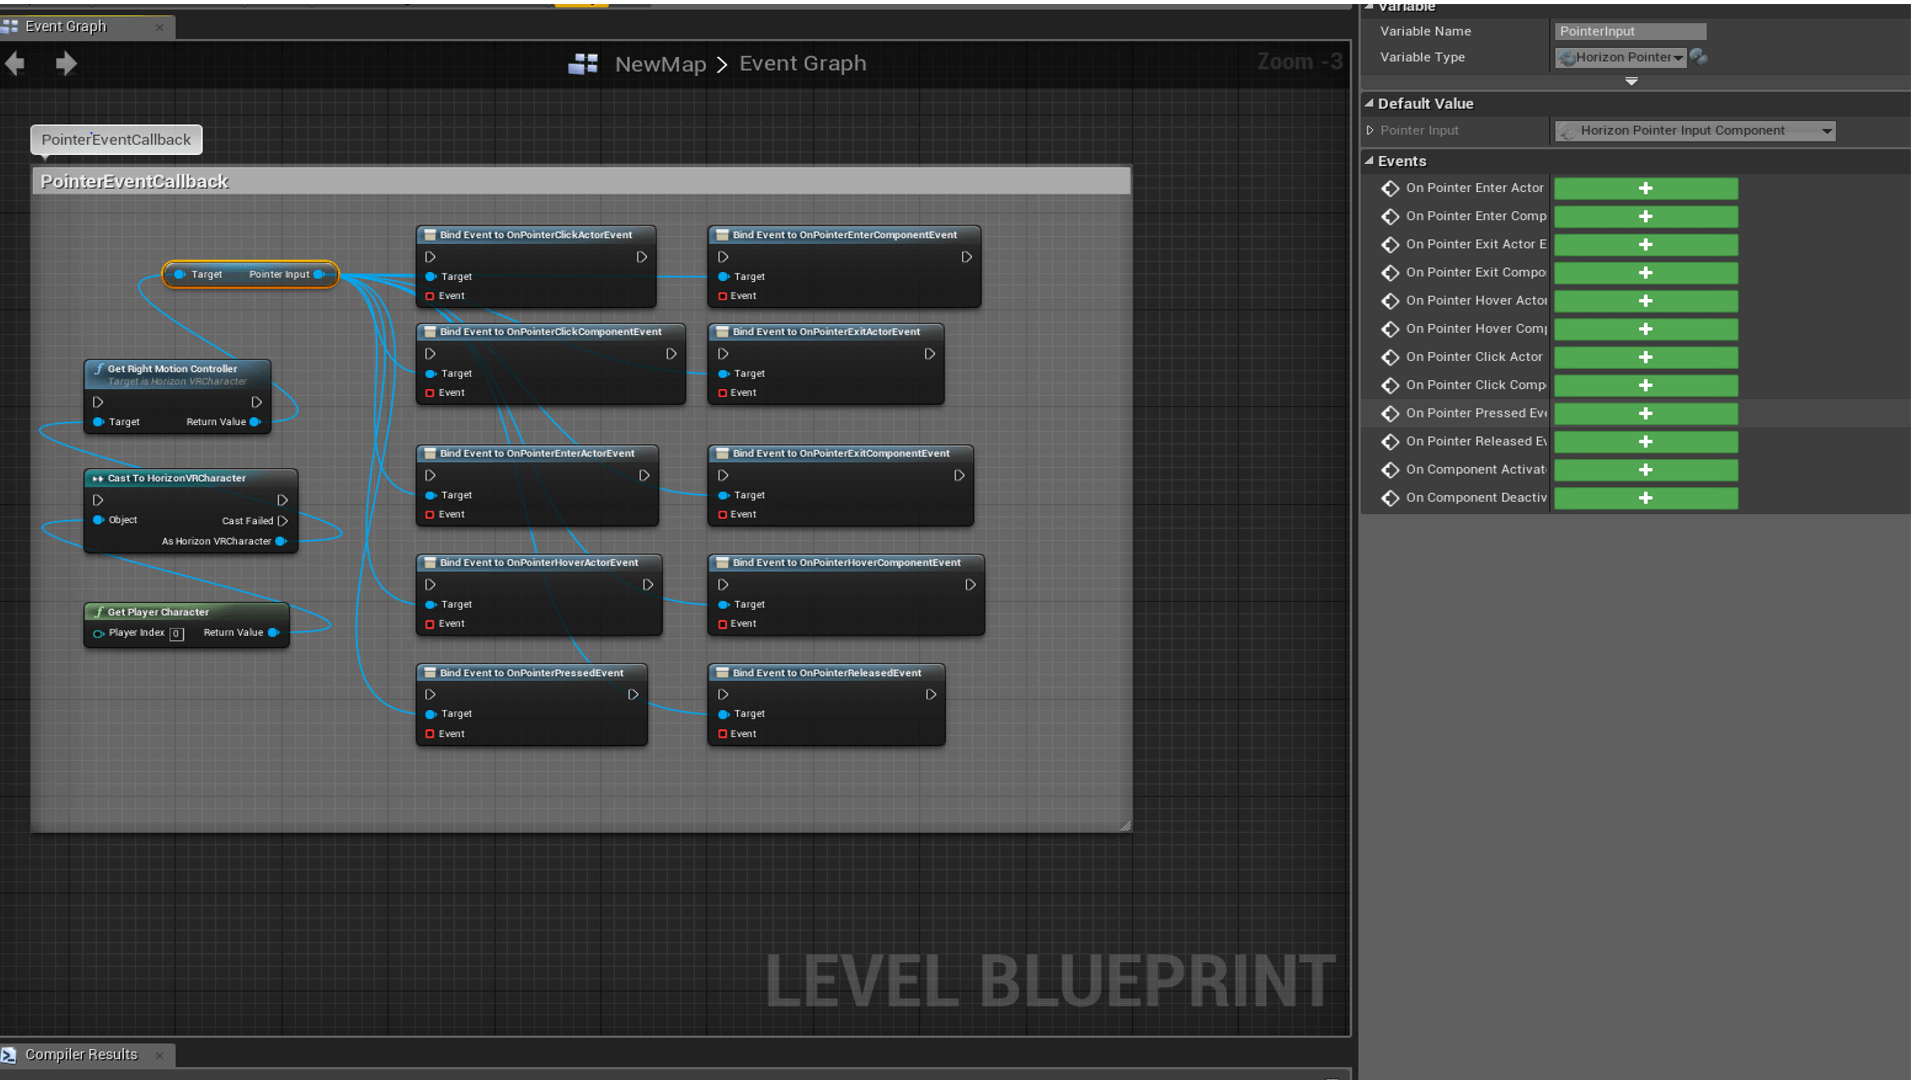 Event Graph
NewMap > Event Graph
Zoom -3
PointerEventCallback
PointerEventCallback
Target Pointer Input
Get Right Motion Controller
Target is Horizon VRCharacter
Target Return Value
Cast To HorizonVRCharacter
Object Cast Failed
As Horizon VRCharacter
Get Player Character
Player Index 0 Return Value
Bind Event to OnPointerClickActorEvent
Target
Event
Bind Event to OnPointerEnterComponentEvent
Target
Event
Bind Event to OnPointerClickComponentEvent
Target
Event
Bind Event to OnPointerExitActorEvent
Target
Event
Bind Event to OnPointerEnterActorEvent
Target
Event
Bind Event to OnPointerExitComponentEvent
Target
Event
Bind Event to OnPointerHoverActorEvent
Target
Event
Bind Event to OnPointerHoverComponentEvent
Target
Event
Bind Event to OnPointerPressedEvent
Target
Event
Bind Event to OnPointerReleasedEvent
Target
Event
LEVEL BLUEPRINT
Compiler Results
Variable
Variable Name PointerInput
Variable Type Horizon Pointer
Default Value
Pointer Input Horizon Pointer Input Component
Events
On Pointer Enter Actor
On Pointer Enter Comp
On Pointer Exit Actor E
On Pointer Exit Compo
On Pointer Hover Actor
On Pointer Hover Com
On Pointer Click Actor
On Pointer Click Comp
On Pointer Pressed Eve
On Pointer Released Ev
On Component Activat
On Component Deactiv